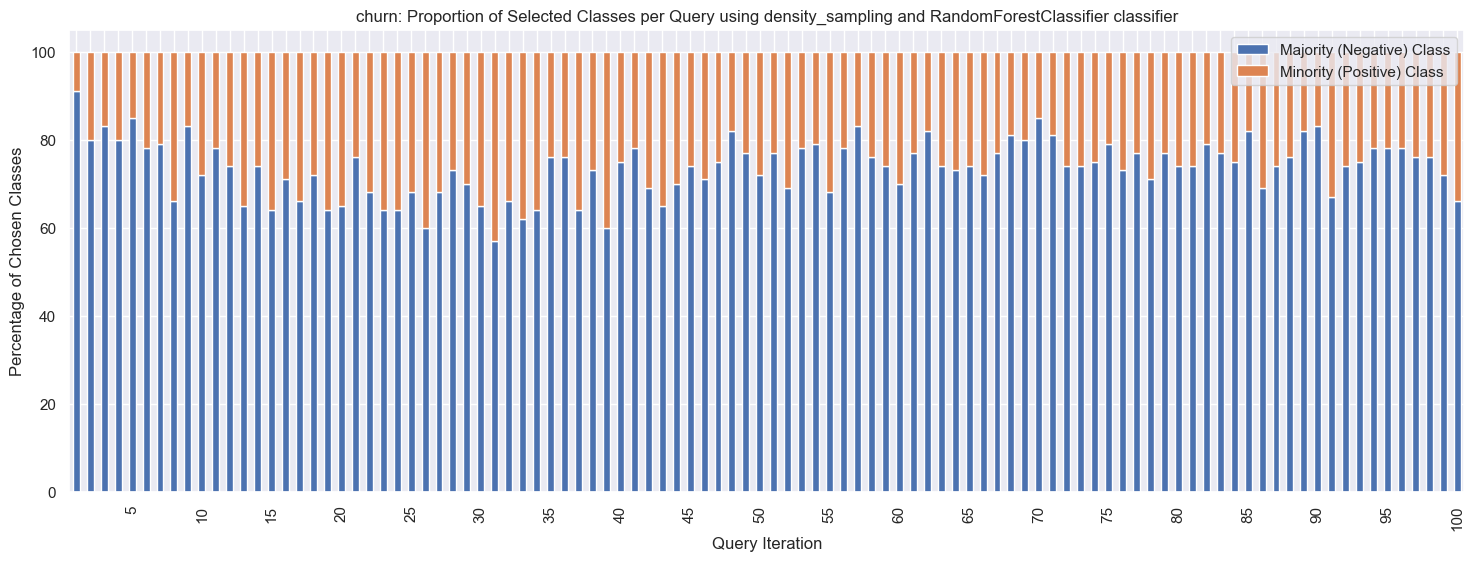 churn: Proportion of Selected Classes per Query using density_sampling and RandomForestClassifier classifier
Majority (Negative) Class
Minority (Positive) Class
Percentage of Chosen Classes
100
80
60
40
20
0
5 10 15 20 25 30 35 40 45 50 55 60 65 70 75 80 85 90 95 100
Query Iteration